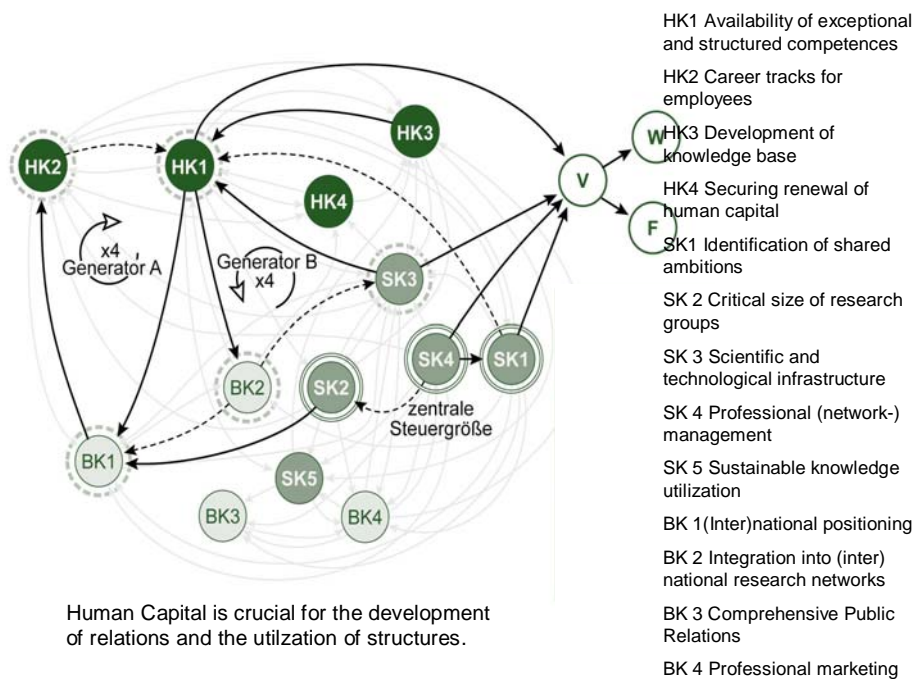 HK1 Availability of exceptional
and structured competences
HK2 Career tracks for
employees
HK3 Development of
knowledge base
HK4 Securing renewal of
human capital
SK1 Identification of shared
ambitions
SK 2 Critical size of research
groups
SK 3 Scientific and
technological infrastructure
SK 4 Professional (network-)
management
SK 5 Sustainable knowledge
utilization
BK 1(Inter)national positioning
BK 2 Integration into (inter)
national research networks
BK 3 Comprehensive Public
Relations
BK 4 Professional marketing
HK3
W
HK2
HK1
V
HK4
F
x4
Generator A
Generator B
x4
SK3
SK4
SK1
BK2
SK2
zentrale
Steuergröße
BK1
SK5
BK3
BK4
Human Capital is crucial for the development
of relations and the utilzation of structures.